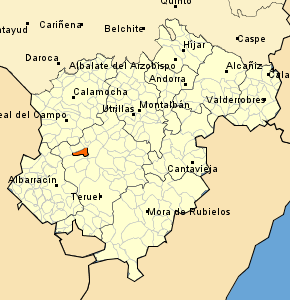 Quinto
atayud
Cariñena
Belchite
Caspe
Daroca
Híjar
Albalate del Arzobispo
Alcañiz
Cala
Andorra
Calamocha
Valderrobres
Utrillas
Montalbán
eal del Campo
Cantavieja
Albarracín
Teruel
Mora de Rubielos